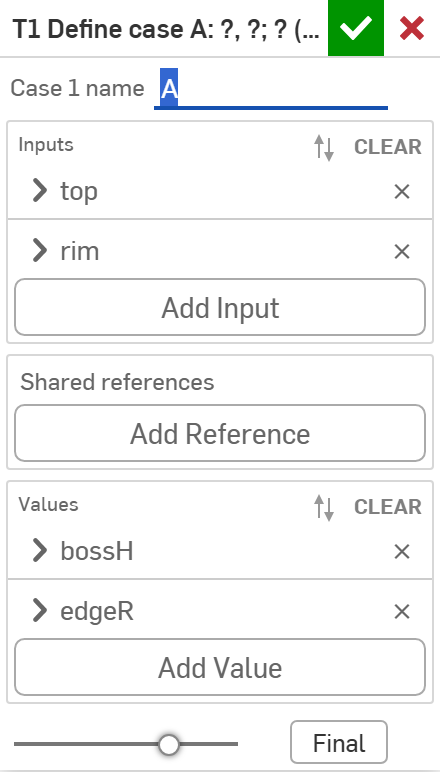 T1 Define case A: ?, ?; ? (...
Case 1 name A
Inputs CLEAR
top
rim
Add Input
Shared references
Add Reference
Values CLEAR
bossH
edgeR
Add Value
Final